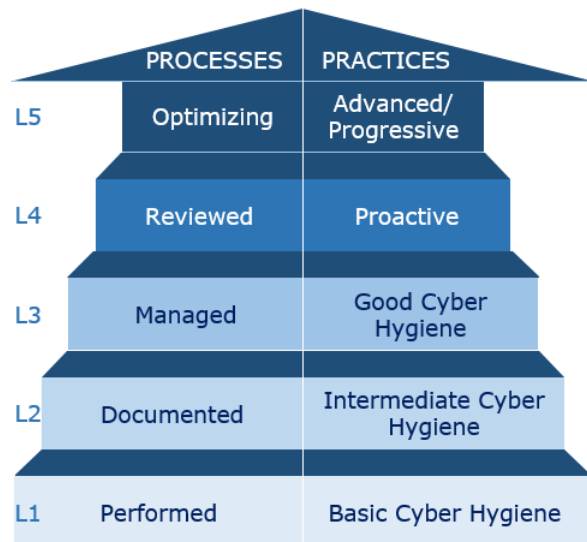 PROCESSES PRACTICES
L5 Optimizing Advanced/
Progressive
L4 Reviewed Proactive
L3 Managed Good Cyber
Hygiene
L2 Documented Intermediate Cyber
Hygiene
L1 Performed Basic Cyber Hygiene